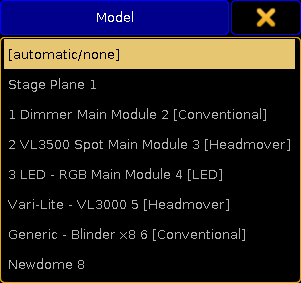 Model
[automatic/none]
Stage Plane 1
1 Dimmer Main Module 2 [Conventional]
2 VL3500 Spot Main Module 3 [Headmover]
3 LED - RGB Main Module 4 [LED]
Vari-Lite - VL3000 5 [Headmover]
Generic - Blinder x8 6 [Conventional]
Newdome 8